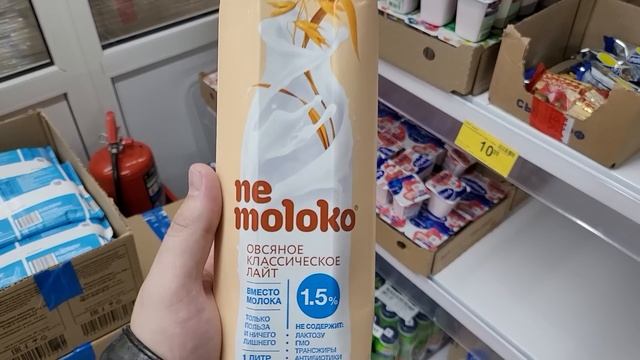 ne
moloko®
ОВСЯНОЕ
КЛАССИЧЕСКОЕ
ЛАЙТ
ВМЕСТО
МОЛОКА
1.5%
ТОЛЬКО
ПОЛЬЗА
И НИЧЕГО
ЛИШНЕГО
1 ЛИТР
НЕ СОДЕРЖИТ:
ЛАКТОЗУ
ГМО
ТРАНСЖИРЫ
АНТИБИОТИКИ
10